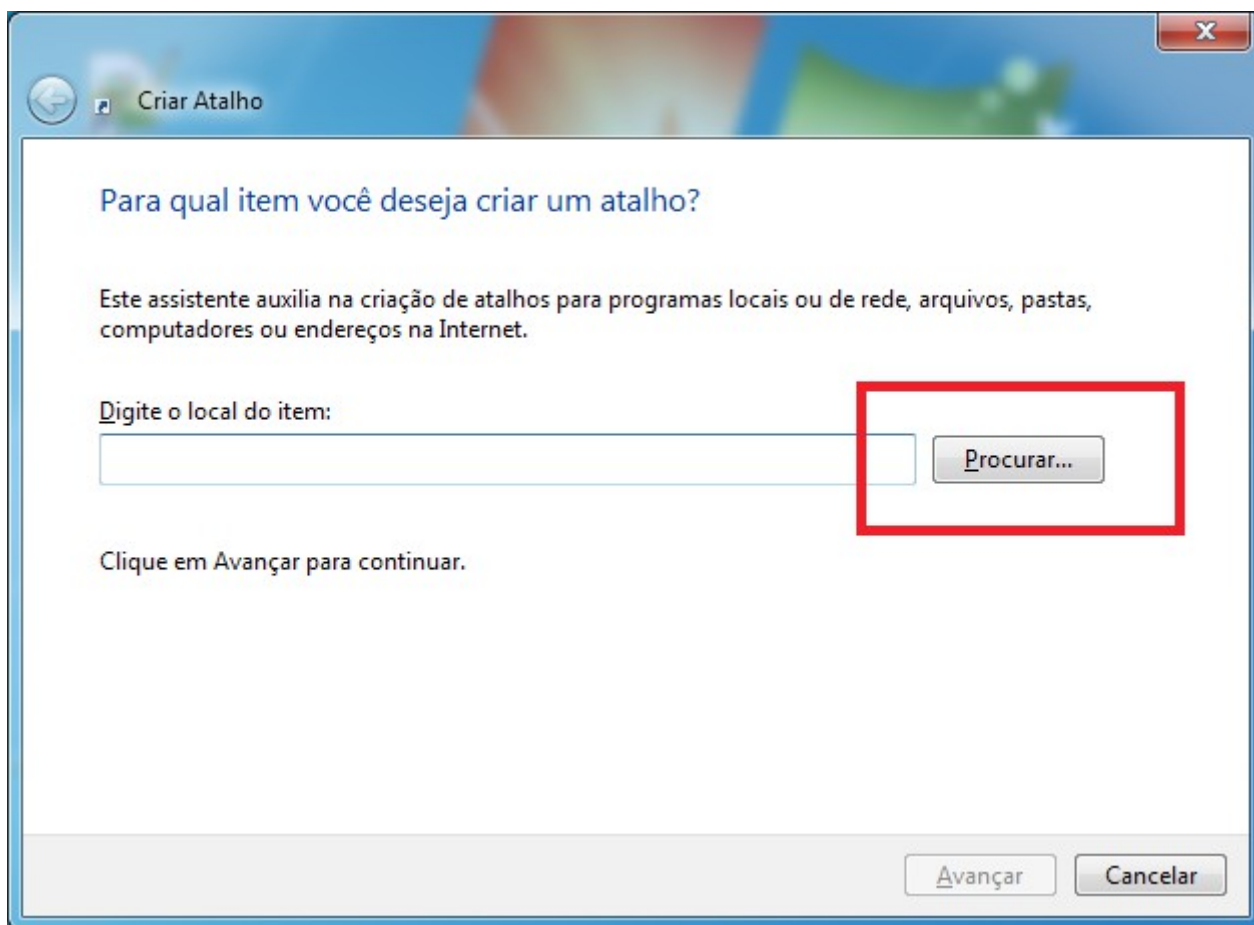 Criar Atalho
Para qual item você deseja criar um atalho?
Este assistente auxilia na criação de atalhos para programas locais ou de rede, arquivos, pastas,
computadores ou endereços na Internet.
Digite o local do item:
Procurar...
Clique em Avançar para continuar.
Avançar
Cancelar